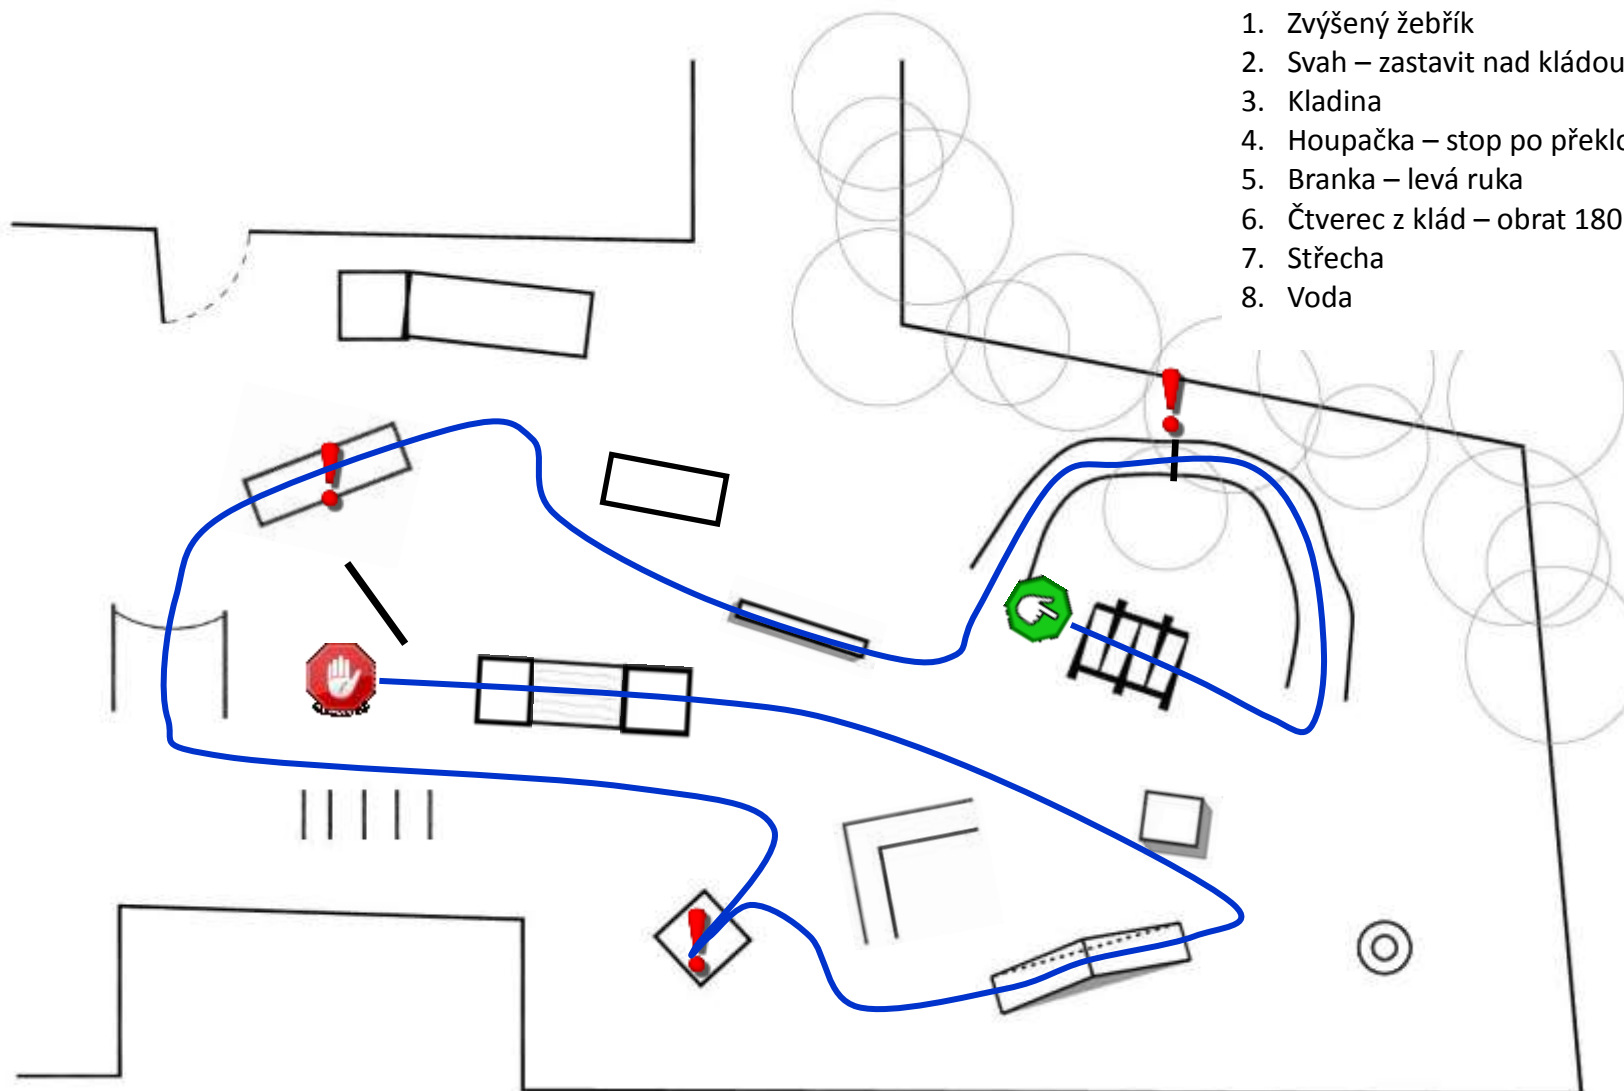 1. Zvýšený žebřík
2. Svah – zastavit nad kládou
3. Kladina
4. Houpačka – stop po
5. Branka – levá ruka
6. Čtverec z klád – obrat 180
7. Střecha
8. Voda